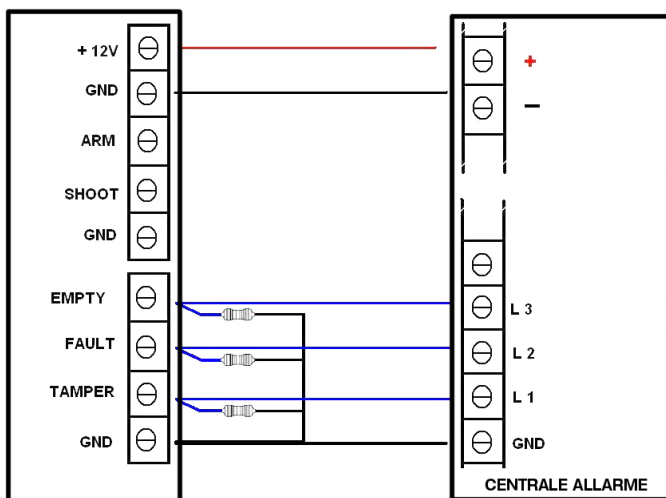 + 12V
GND
ARM
SHOOT
GND
EMPTY
FAULT
TAMPER
GND
+
−
L 3
L 2
L 1
GND
CENTRALE ALLARME